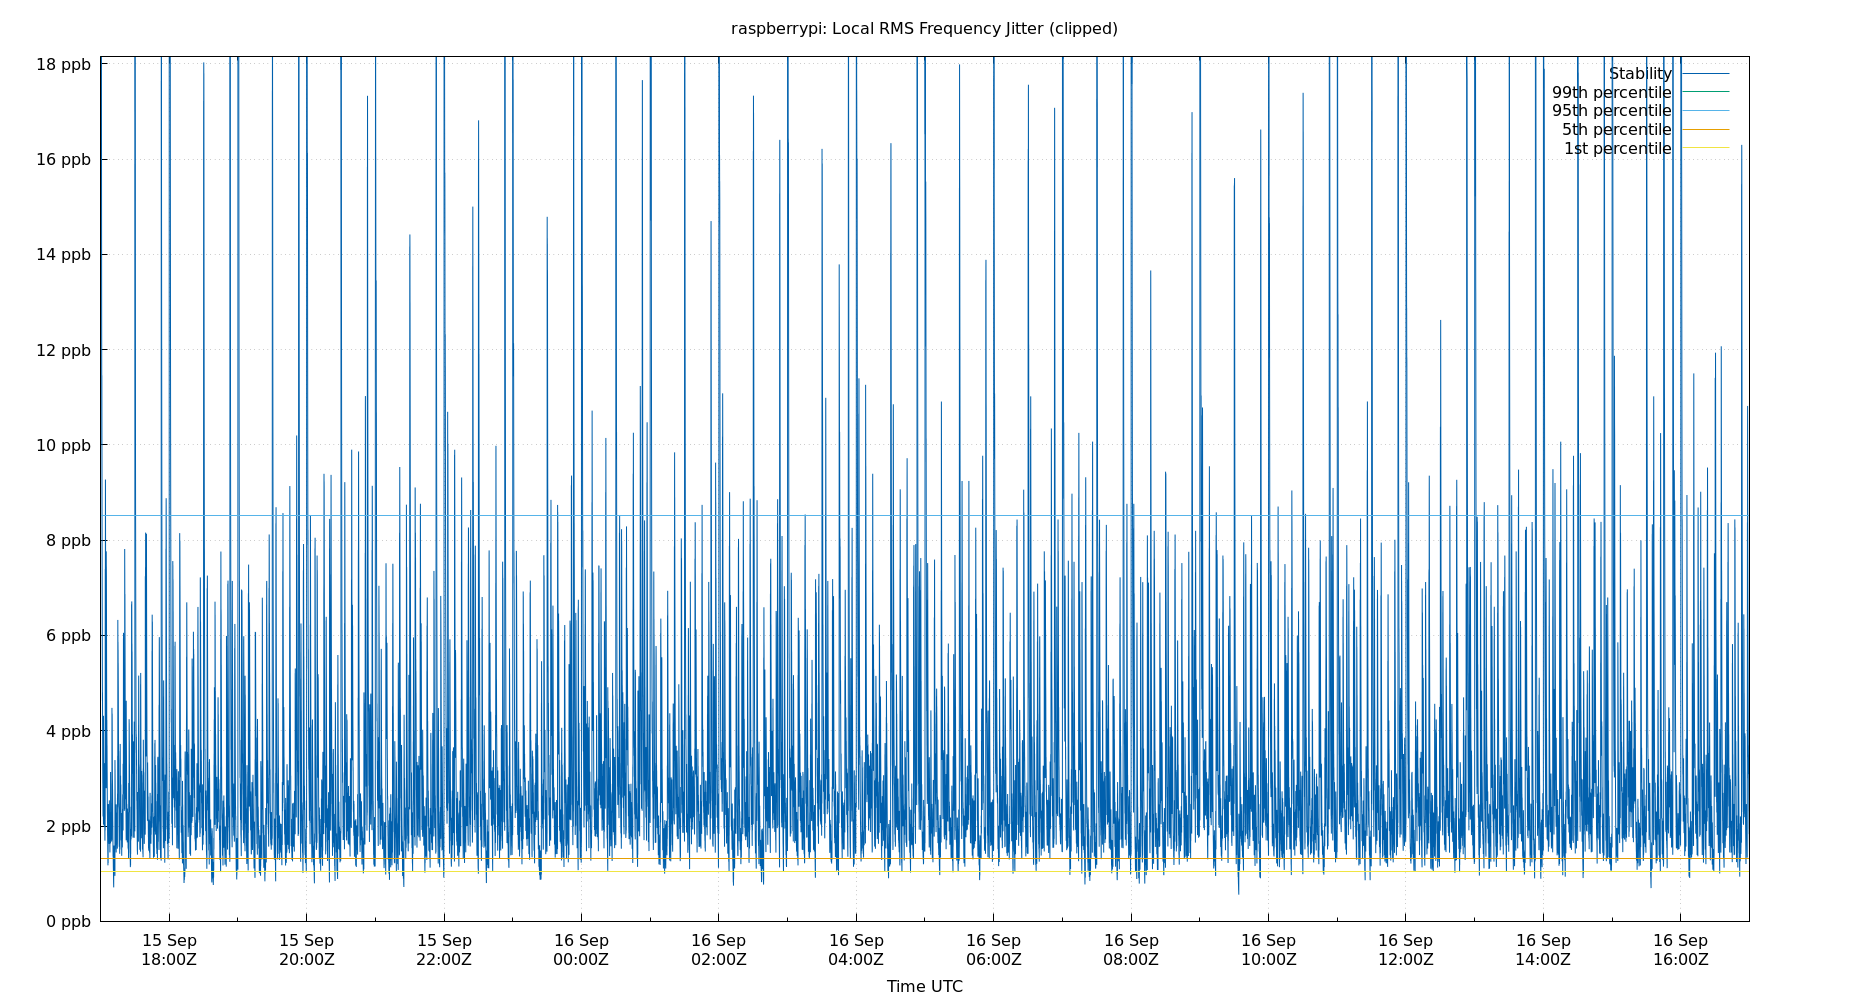 raspberrypi: Local RMS Frequency Jitter (clipped)
18 ppb
16 ppb
14 ppb
12 ppb
10 ppb
8 ppb
6 ppb
4 ppb
2 ppb
0 ppb
Stability
99th percentile
95th percentile
5th percentile
1st percentile
15 Sep
18:00Z
15 Sep
20:00Z
15 Sep
22:00Z
16 Sep
00:00Z
16 Sep
02:00Z
16 Sep
04:00Z
16 Sep
06:00Z
16 Sep
08:00Z
16 Sep
10:00Z
16 Sep
12:00Z
16 Sep
14:00Z
16 Sep
16:00Z
Time UTC